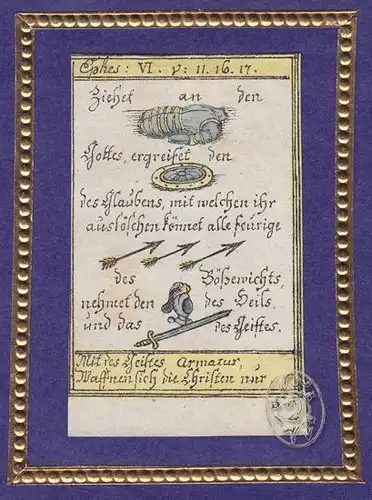 Ephes: VI. v: 11. 16. 17.
Ziehet an den
Gottes, ergreifet den
des Glaubens, mit welchen ihr
auslöschen könnet alle feurige
des Bößewichts,
nehmet den des Heils,
und das des Geistes.
Mit des Geistes Armatur,
Waffnen sich die Christen nur